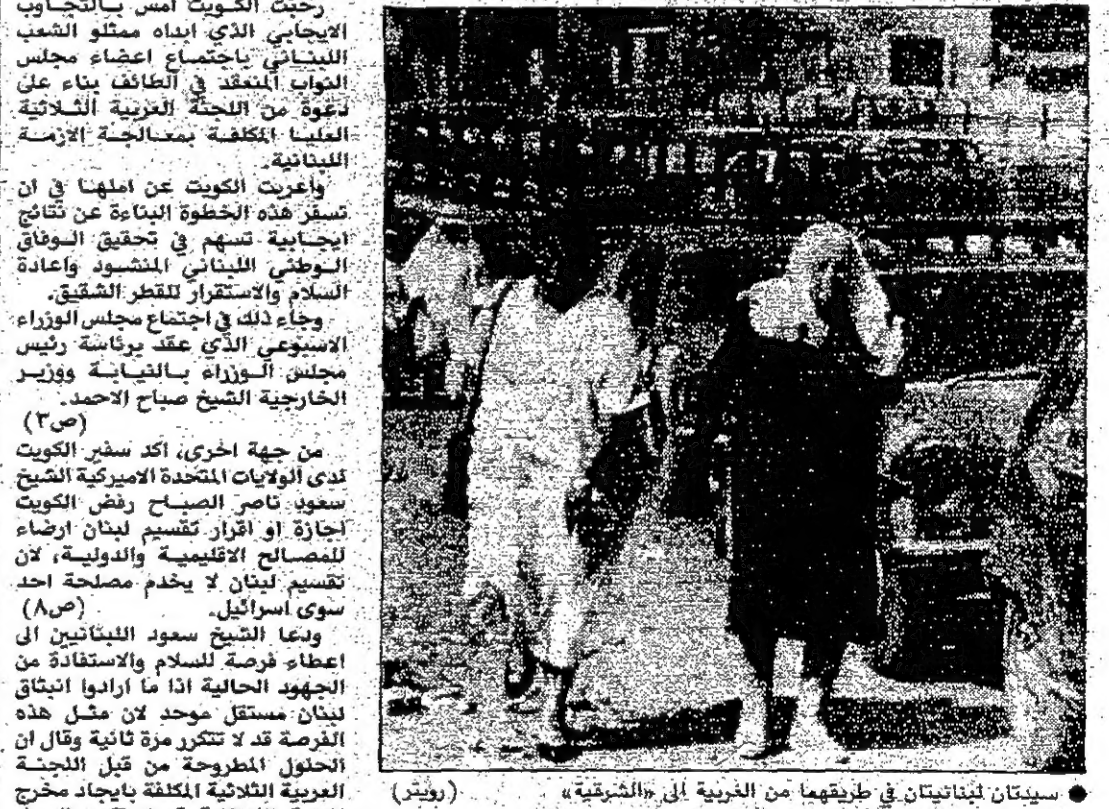 رحبت الكويت امس بالتجاوب
الايجابي الذي ابداه ممثلو الشعب
اللبناني باجتماع اعضاء مجلس
النواب المنعقد في الطائف بناء على
دعوة من اللجنة العربية الثلاثية
العليا المكلفة بمعالجة الازمة
اللبنانية.
واعربت الكويت عن املها في ان
تسفر هذه الخطوة البناءة عن نتائج
ايجابية تسهم في تحقيق الوفاق
الوطني اللبناني المنشود واعادة
السلام والاستقرار للقطر الشقيق.
وجاء ذلك في اجتماع مجلس الوزراء
الاسبوعي الذي عقد برئاسة رئيس
مجلس الوزراء بالنيابة ووزير
الخارجية الشيخ صباح الاحمد.
(ص٣)
من جهة اخرى، اكد سفير الكويت
لدى الولايات المتحدة الاميركية الشيخ
سعود ناصر الصباح رفض الكويت
اجازة او اقرار تقسيم لبنان ارضاء
للمصالح الاقليمية والدولية، لان
تقسيم لبنان لا يخدم مصلحة احد
سوى اسرائيل. (ص٨)
ودعا الشيخ سعود اللبنانيين الى
اعطاء فرصة للسلام والاستفادة من
الجهود الحالية اذا ما ارادوا انبثاق
لبنان مستقل موحد لان مثل هذه
الفرصة قد لا تتكرر مرة ثانية وقال ان
الحلول المطروحة من قبل اللجنة
العربية الثلاثية المكلفة بايجاد مخرج
● سيدتان لبنانيتان في طريقهما من الغربية الى «الشرقية» (رويتر)